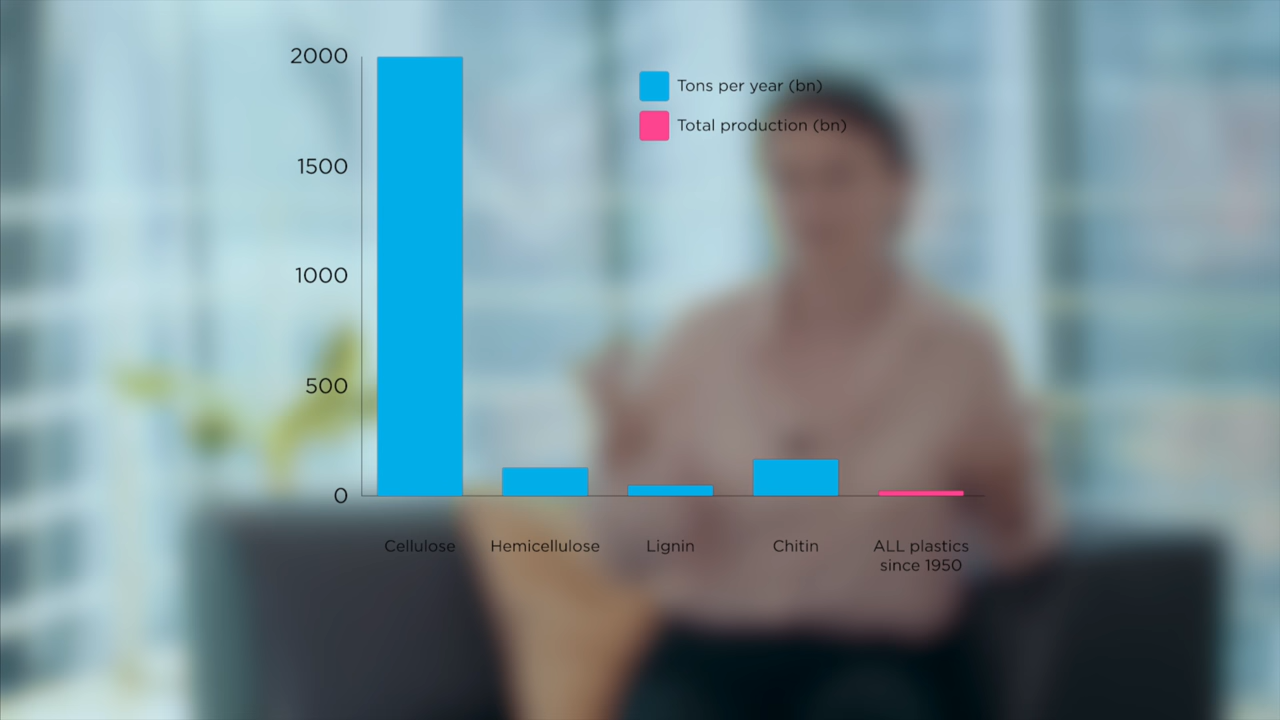 2000
1500
1000
500
0
Tons per year (bn)
Total production (bn)
Cellulose
Hemicellulose
Lignin
Chitin
ALL plastics
since 1950